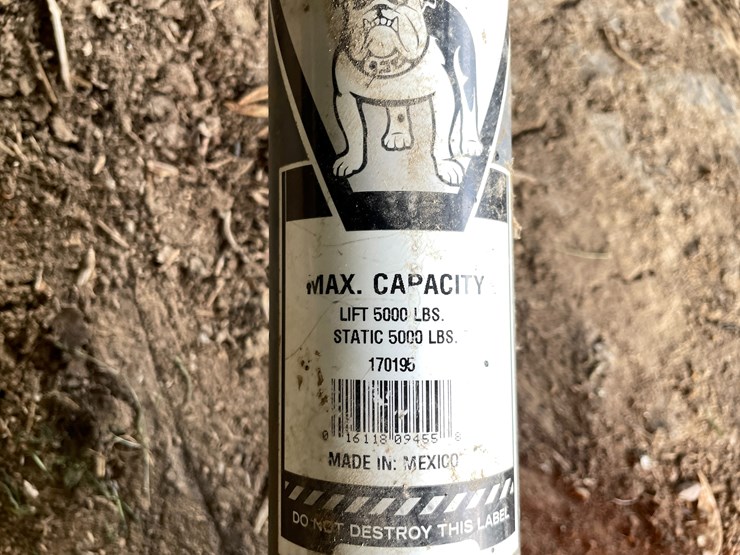 MAX. CAPACITY
LIFT 5000 LBS.
STATIC 5000 LBS.
170195
0 16118 09455 8
MADE IN: MEXICO
DO NOT DESTROY THIS LABEL